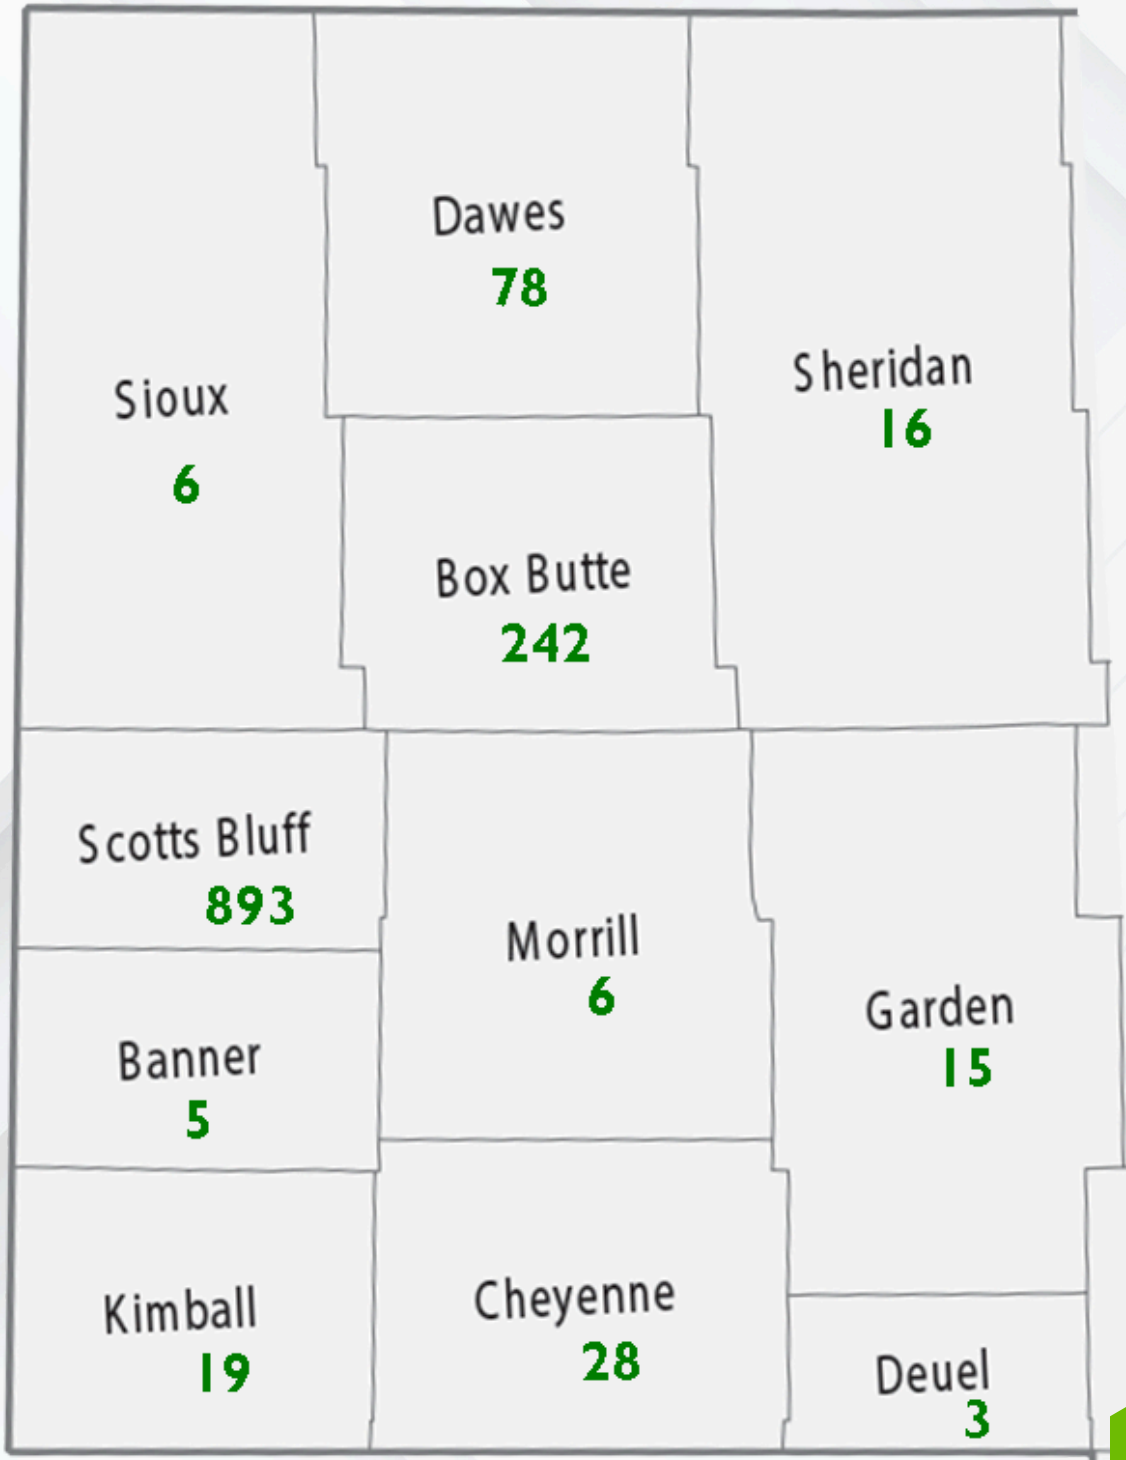 Dawes
78
Sheridan
16
Sioux
6
Box Butte
242
Scotts Bluff
893
Morrill
6
Garden
15
Banner
5
Kimball
19
Cheyenne
28
Deuel
3